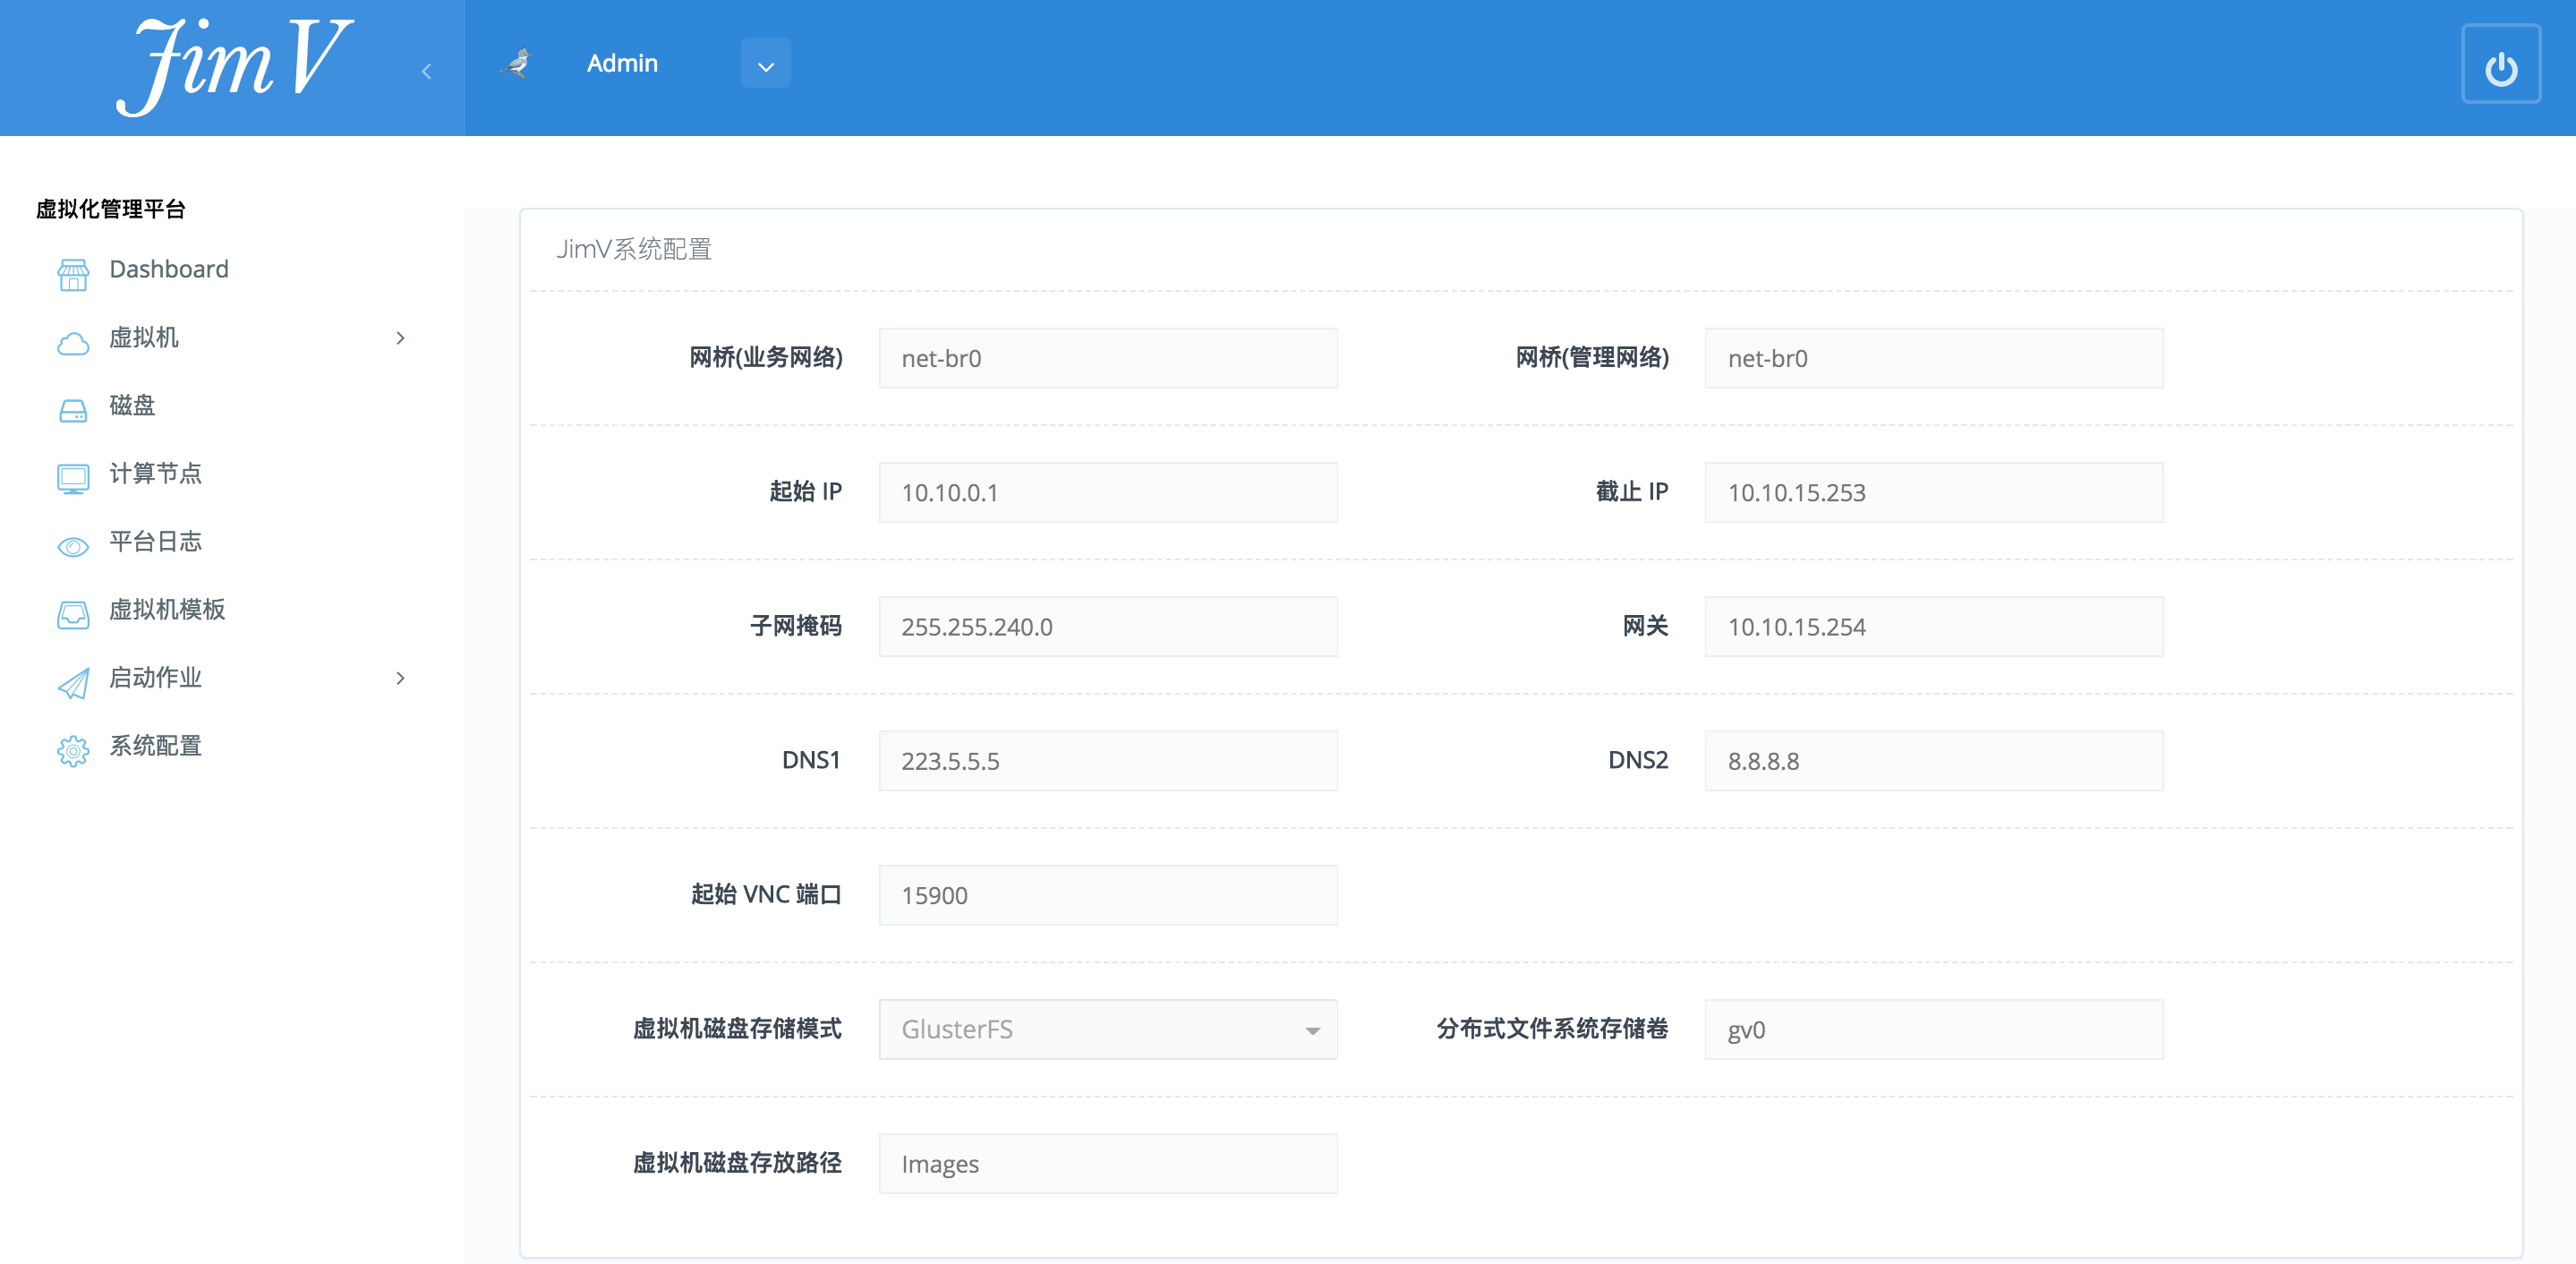 JimV
Admin
虚拟化管理平台
Dashboard
虚拟机
磁盘
计算节点
平台日志
虚拟机模板
启动作业
系统配置
JimV系统配置
网桥(业务网络) net-br0 网桥(管理网络) net-br0
起始 IP 10.10.0.1 截止 IP 10.10.15.253
子网掩码 255.255.240.0 网关 10.10.15.254
DNS1 223.5.5.5 DNS2 8.8.8.8
起始 VNC 端口 15900
虚拟机磁盘存储模式 GlusterFS 分布式文件系统存储卷 gv0
虚拟机磁盘存放路径 Images